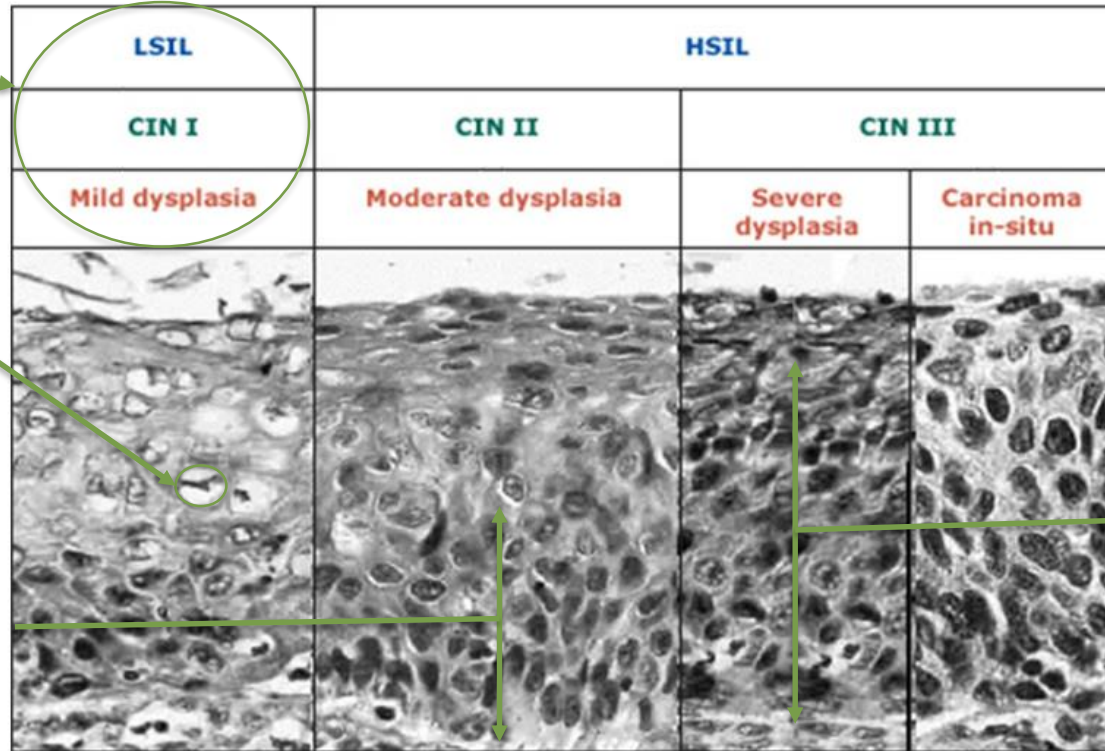 LSIL
HSIL
CIN I
CIN II
CIN III
Mild dysplasia
Moderate dysplasia
Severe
dysplasia
Carcinoma
in-situ